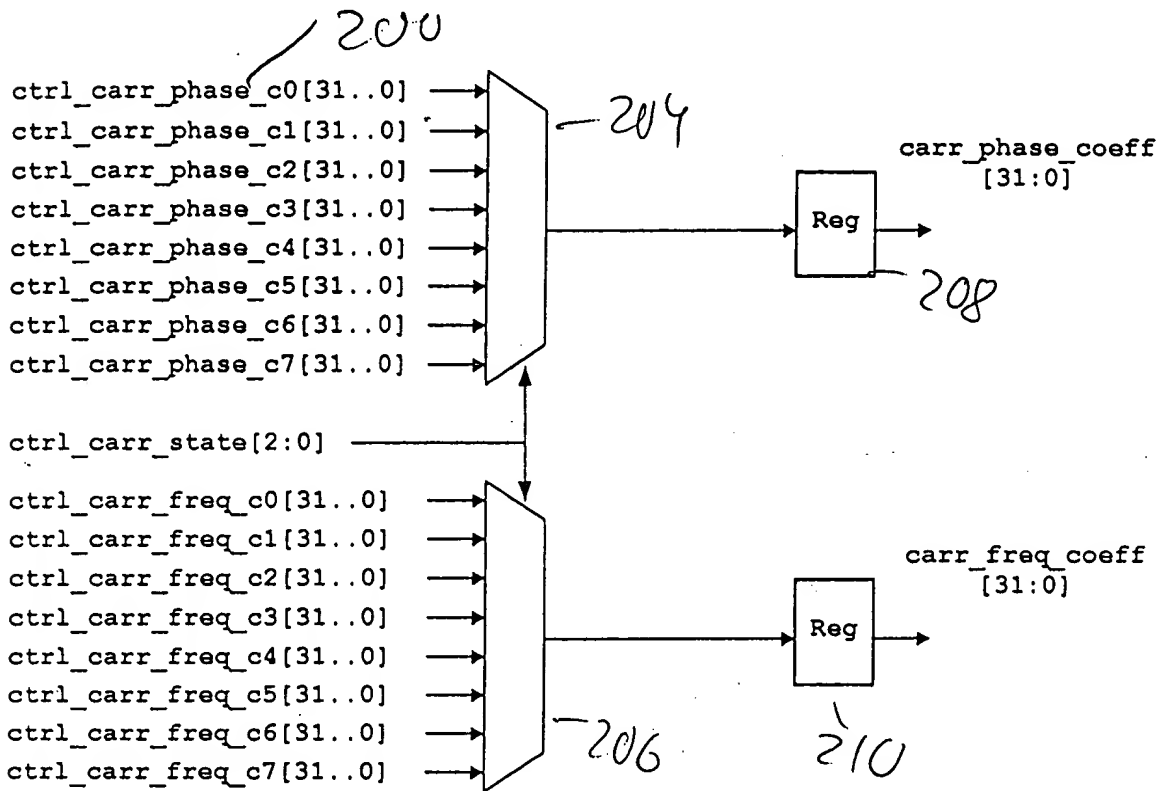 200
ctrl_carr_phase_c0[31..0]
ctrl_carr_phase_c1[31..0]
204
carr_phase_coeff
[31:0]
ctrl_carr_phase_c2[31..0]
ctrl_carr_phase_c3[31..0]
Reg
ctrl_carr_phase_c4[31..0]
ctrl_carr_phase_c5[31..0]
208
ctrl_carr_phase_c6[31..0]
ctrl_carr_phase_c7[31..0]
ctrl_carr_state[2:0]
ctrl_carr_freq_c0[31..0]
ctrl_carr_freq_c1[31..0]
carr_freq_coeff
[31:0]
ctrl_carr_freq_c2[31..0]
ctrl_carr_freq_c3[31..0]
Reg
ctrl_carr_freq_c4[31..0]
ctrl_carr_freq_c5[31..0]
ctrl_carr_freq_c6[31..0]
206
210
ctrl_carr_freq_c7[31..0]